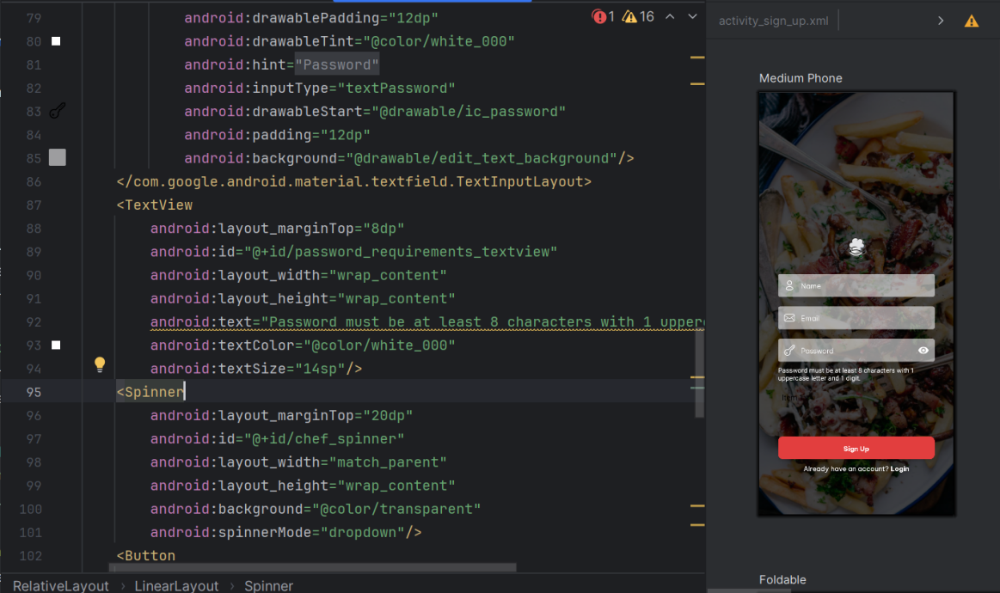 79 android:drawablePadding="12dp"
80 android:drawableTint="@color/white_000"
81 android:hint="Password"
82 android:inputType="textPassword"
83 android:drawableStart="@drawable/ic_password"
84 android:padding="12dp"
85 android:background="@drawable/edit_text_background"/>
86 </com.google.android.material.textfield.TextInputLayout>
87 <TextView
88 android:layout_marginTop="8dp"
89 android:id="@+id/password_requirements_textview"
90 android:layout_width="wrap_content"
91 android:layout_height="wrap_content"
92 android:text="Password must be at least 8 characters with 1 upper
93 android:textColor="@color/white_000"
94 android:textSize="14sp"/>
95 <Spinner
96 android:layout_marginTop="20dp"
97 android:id="@+id/chef_spinner"
98 android:layout_width="match_parent"
99 android:layout_height="wrap_content"
100 android:background="@color/transparent"
101 android:spinnerMode="dropdown"/>
102 <Button
1 16
RelativeLayout > LinearLayout > Spinner
activity_sign_up.xml
Medium Phone
Name
Email
Password
Password must be at least 8 characters with 1
uppercase letter and 1 digit.
Sign Up
Already have an account? Login
Foldable